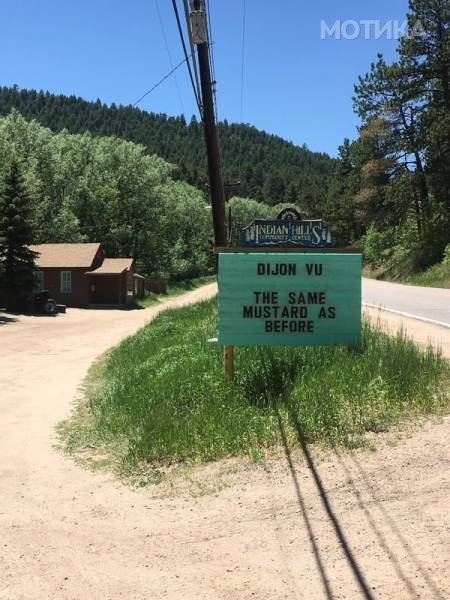 МОТИКА
INDIAN HILLS
COMMUNITY CENTER
DIJON VU
THE SAME
MUSTARD AS
BEFORE